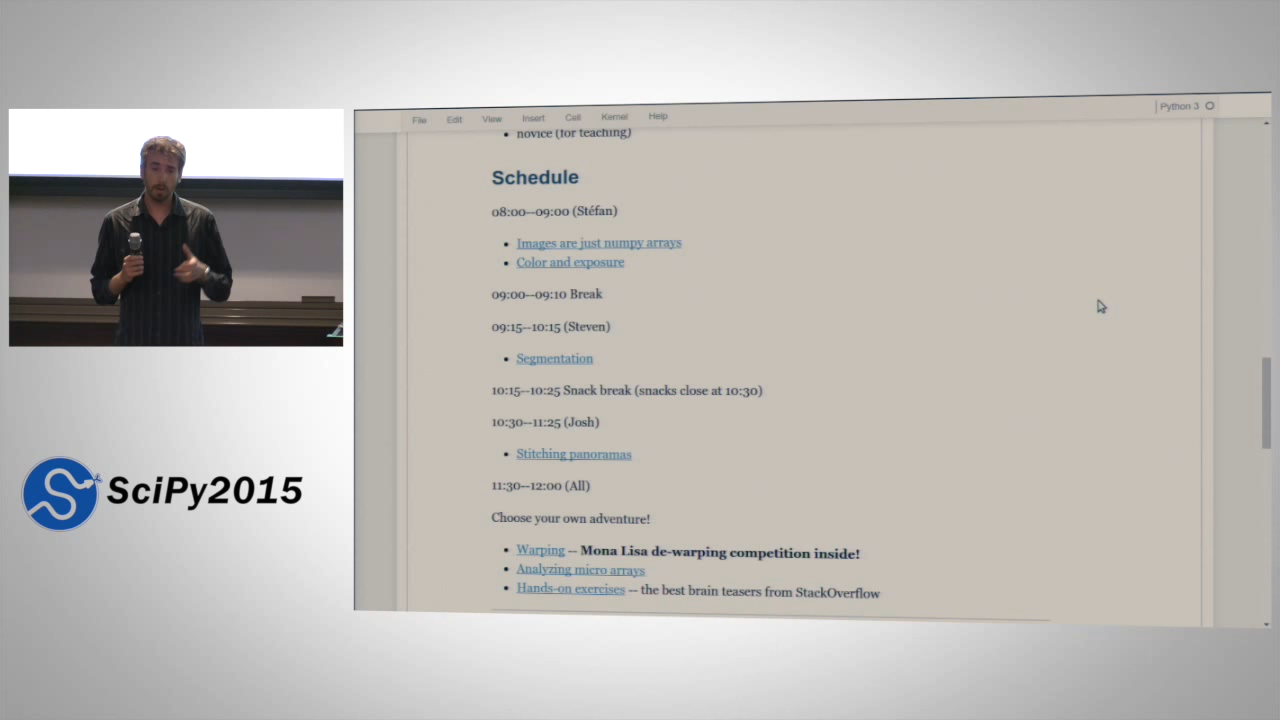 File Edit View Insert Call Kernel Help
Python 3
novice (for teaching)
Schedule
08:00--09:00 (Stéfan)
Images are just numpy arrays
Color and exposure
09:00--09:10 Break
09:15--10:15 (Steven)
Segmentation
10:15--10:25 Snack break (snacks close at 10:30)
10:30--11:25 (Josh)
Stitching panoramas
11:30--12:00 (All)
Choose your own adventure!
Warping -- Mona Lisa de-warping competition inside!
Analyzing micro arrays
Hands-on exercises -- the best brain teasers from StackOverflow
SciPy2015